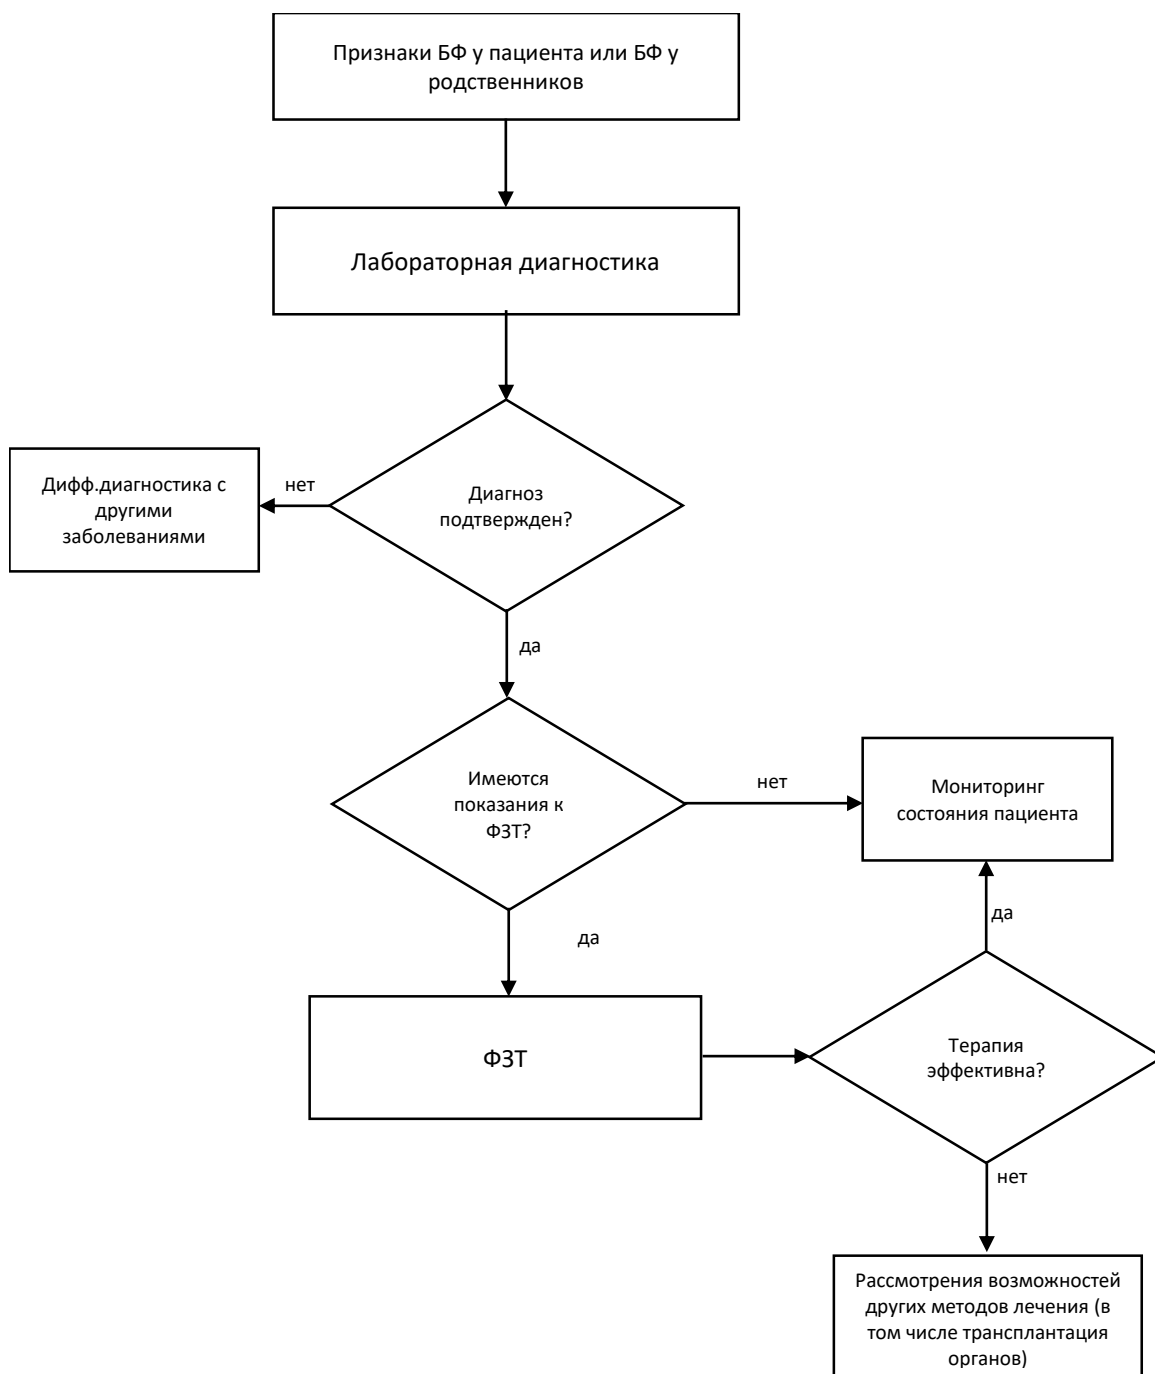 Признаки БФ у пациента или БФ у
родственников
Лабораторная диагностика
Диагноз
подтвержден?
нет
Дифф.диагностика с
другими
заболеваниями
да
Имеются
показания к
ФЗТ?
нет
Мониторинг
состояния пациента
да
да
ФЗТ
Терапия
эффективна?
нет
Рассмотрения возможностей
других методов лечения (в
том числе трансплантация
органов)